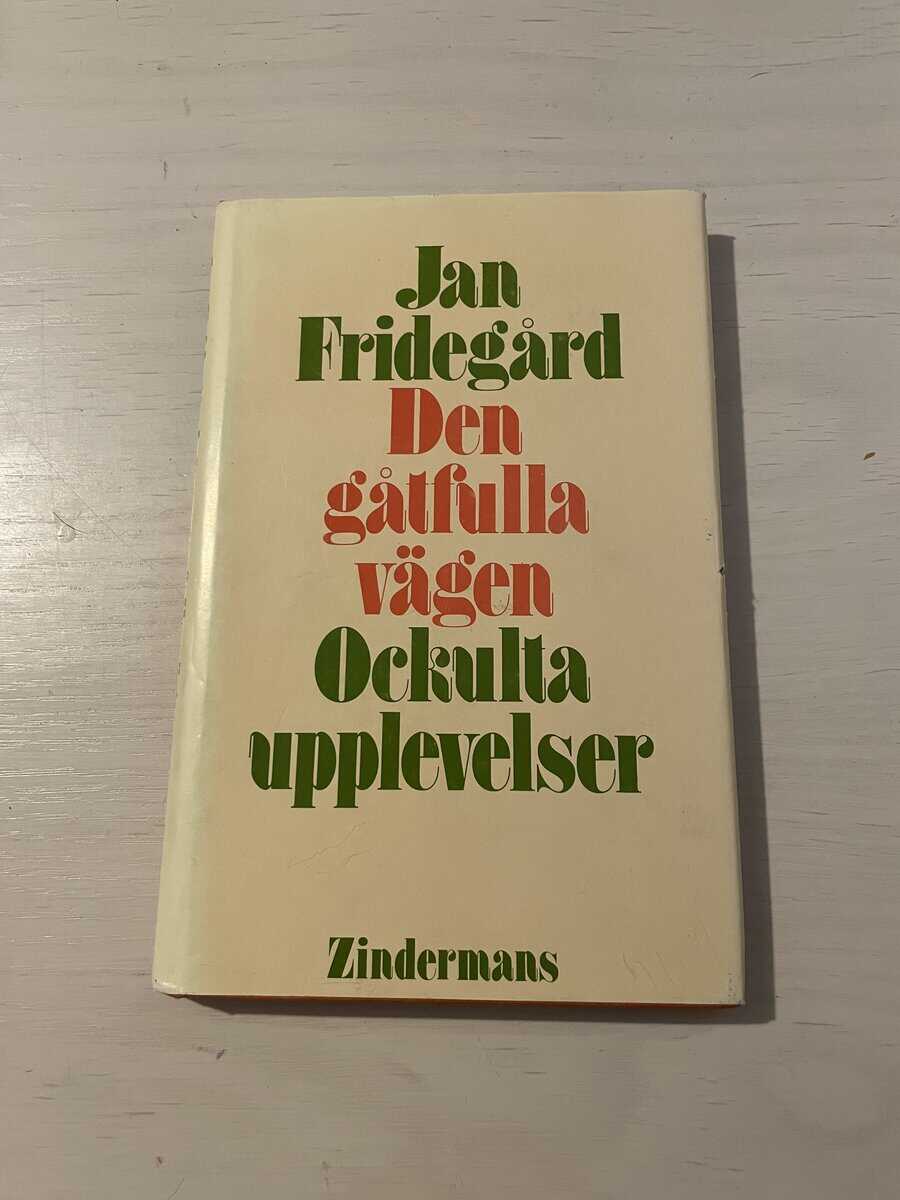 Jan
Fridegård
Den
gåtfulla
vägen
Ockulta
upplevelser
Zindermans